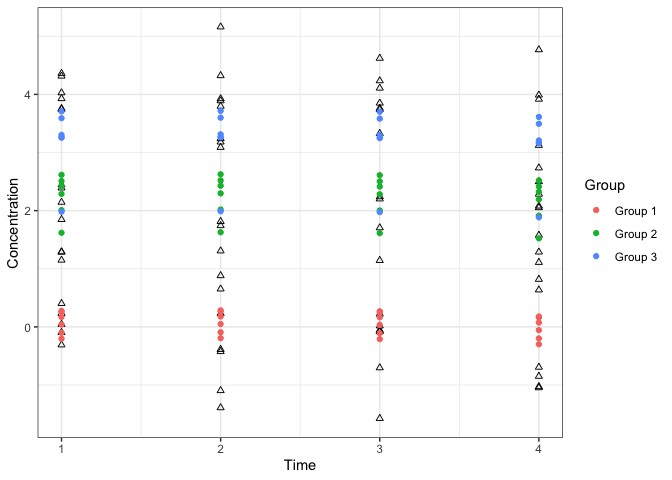 Concentration
4
2
0
1
2
3
4
Time
Group
Group 1
Group 2
Group 3